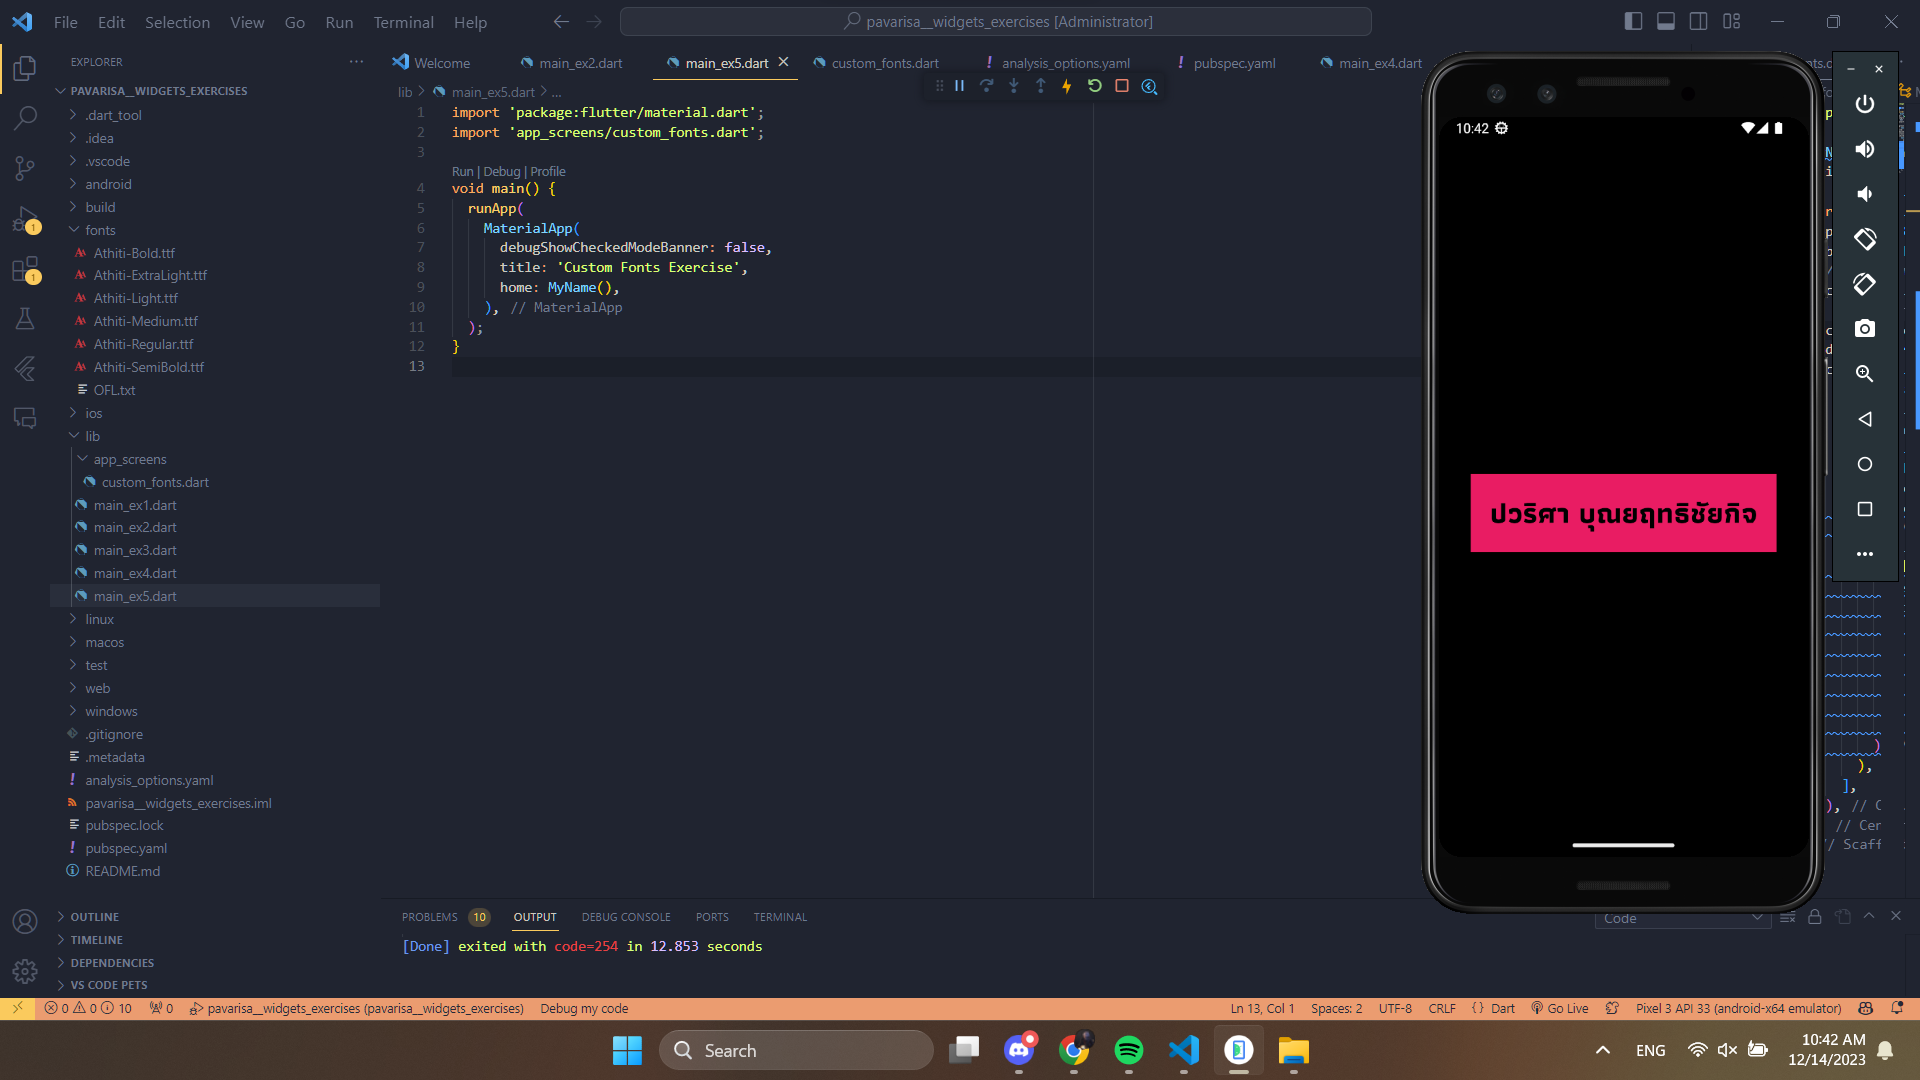 File Edit Selection View Go Run Terminal Help
pavarisa__widgets_exercises [Administrator]
EXPLORER
PAVARISA__WIDGETS_EXERCISES
.dart_tool
.idea
.vscode
android
build
fonts
Athiti-Bold.ttf
Athiti-ExtraLight.ttf
Athiti-Light.ttf
Athiti-Medium.ttf
Athiti-Regular.ttf
Athiti-SemiBold.ttf
OFL.txt
ios
lib
app_screens
custom_fonts.dart
main_ex1.dart
main_ex2.dart
main_ex3.dart
main_ex4.dart
main_ex5.dart
linux
macos
test
web
windows
.gitignore
.metadata
analysis_options.yaml
pavarisa__widgets_exercises.iml
pubspec.lock
pubspec.yaml
README.md
OUTLINE
TIMELINE
DEPENDENCIES
VS CODE PETS
1
1
Welcome main_ex2.dart main_ex5.dart custom_fonts.dart analysis_options.yaml pubspec.yaml main_ex4.dart
lib > main_ex5.dart > ...
1 import 'package:flutter/material.dart';
2 import 'app_screens/custom_fonts.dart';
3
Run | Debug | Profile
4 void main() {
5 runApp(
6 MaterialApp(
7 debugShowCheckedModeBanner: false,
8 title: 'Custom Fonts Exercise',
9 home: MyName(),
10 ), // MaterialApp
11 );
12 }
13
10:42
ปวริศา บุณยฤทธิชัยกิจ
)
),
],
), // C
// Cen
// Scaff
PROBLEMS 10 OUTPUT DEBUG CONSOLE PORTS TERMINAL
Code
[Done] exited with code=254 in 12.853 seconds
0 0 10 0 pavarisa__widgets_exercises (pavarisa__widgets_exercises) Debug my code
Ln 13, Col 1 Spaces: 2 UTF-8 CRLF { } Dart Go Live Pixel 3 API 33 (android-x64 emulator)
Search
ENG
10:42 AM
12/14/2023